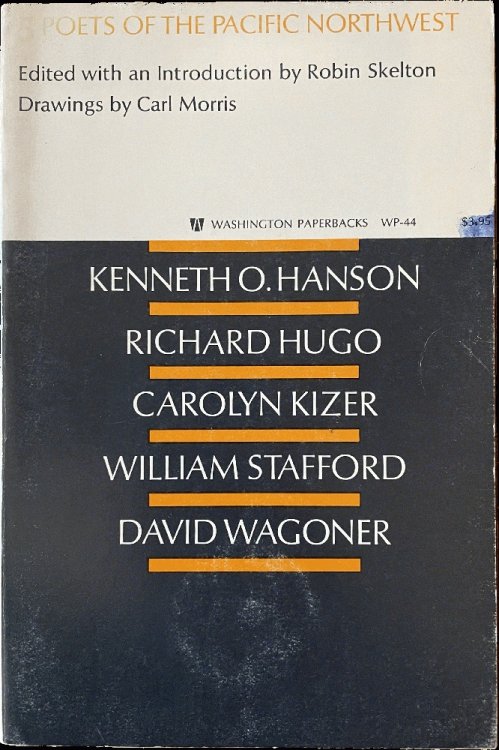 5 POETS OF THE PACIFIC NORTHWEST
Edited with an Introduction by Robin Skelton
Drawings by Carl Morris
WASHINGTON PAPERBACKS WP-44
$3.95
KENNETH O. HANSON
RICHARD HUGO
CAROLYN KIZER
WILLIAM STAFFORD
DAVID WAGONER